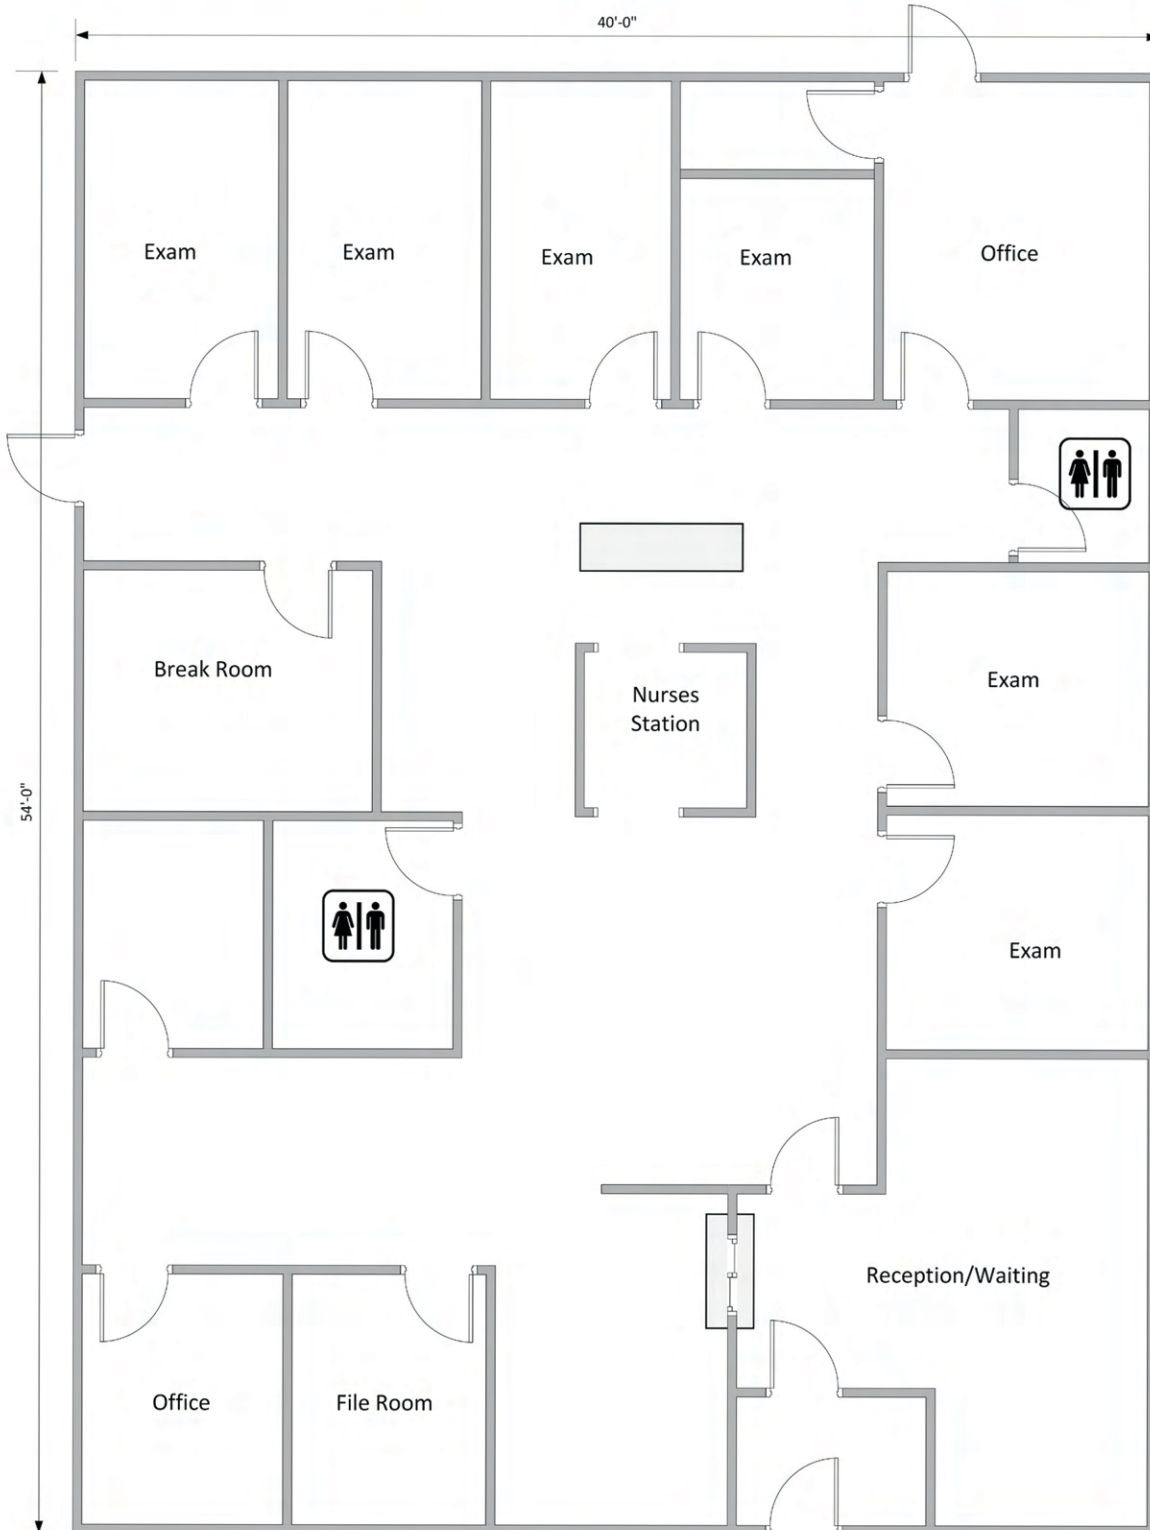 40'-0"
Exam
Exam
Exam
Exam
Office
Break Room
Nurses
Station
Exam
54'-0"
Exam
Reception/Waiting
Office
File Room